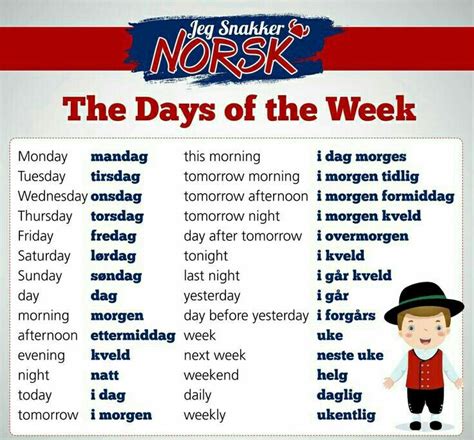 Jeg Snakker
NORSK
The Days of the Week
Monday mandag this morning i dag morges
Tuesday tirsdag tomorrow morning i morgen tidlig
Wednesday onsdag tomorrow afternoon i morgen formiddag
Thursday torsdag tomorrow night i morgen kveld
Friday fredag day after tomorrow i overmorgen
Saturday lørdag tonight i kveld
Sunday søndag last night i går kveld
day dag yesterday i går
morning morgen day before yesterday i forgårs
afternoon ettermiddag week uke
evening kveld next week neste uke
night natt weekend helg
today i dag daily daglig
tomorrow i morgen weekly ukentlig